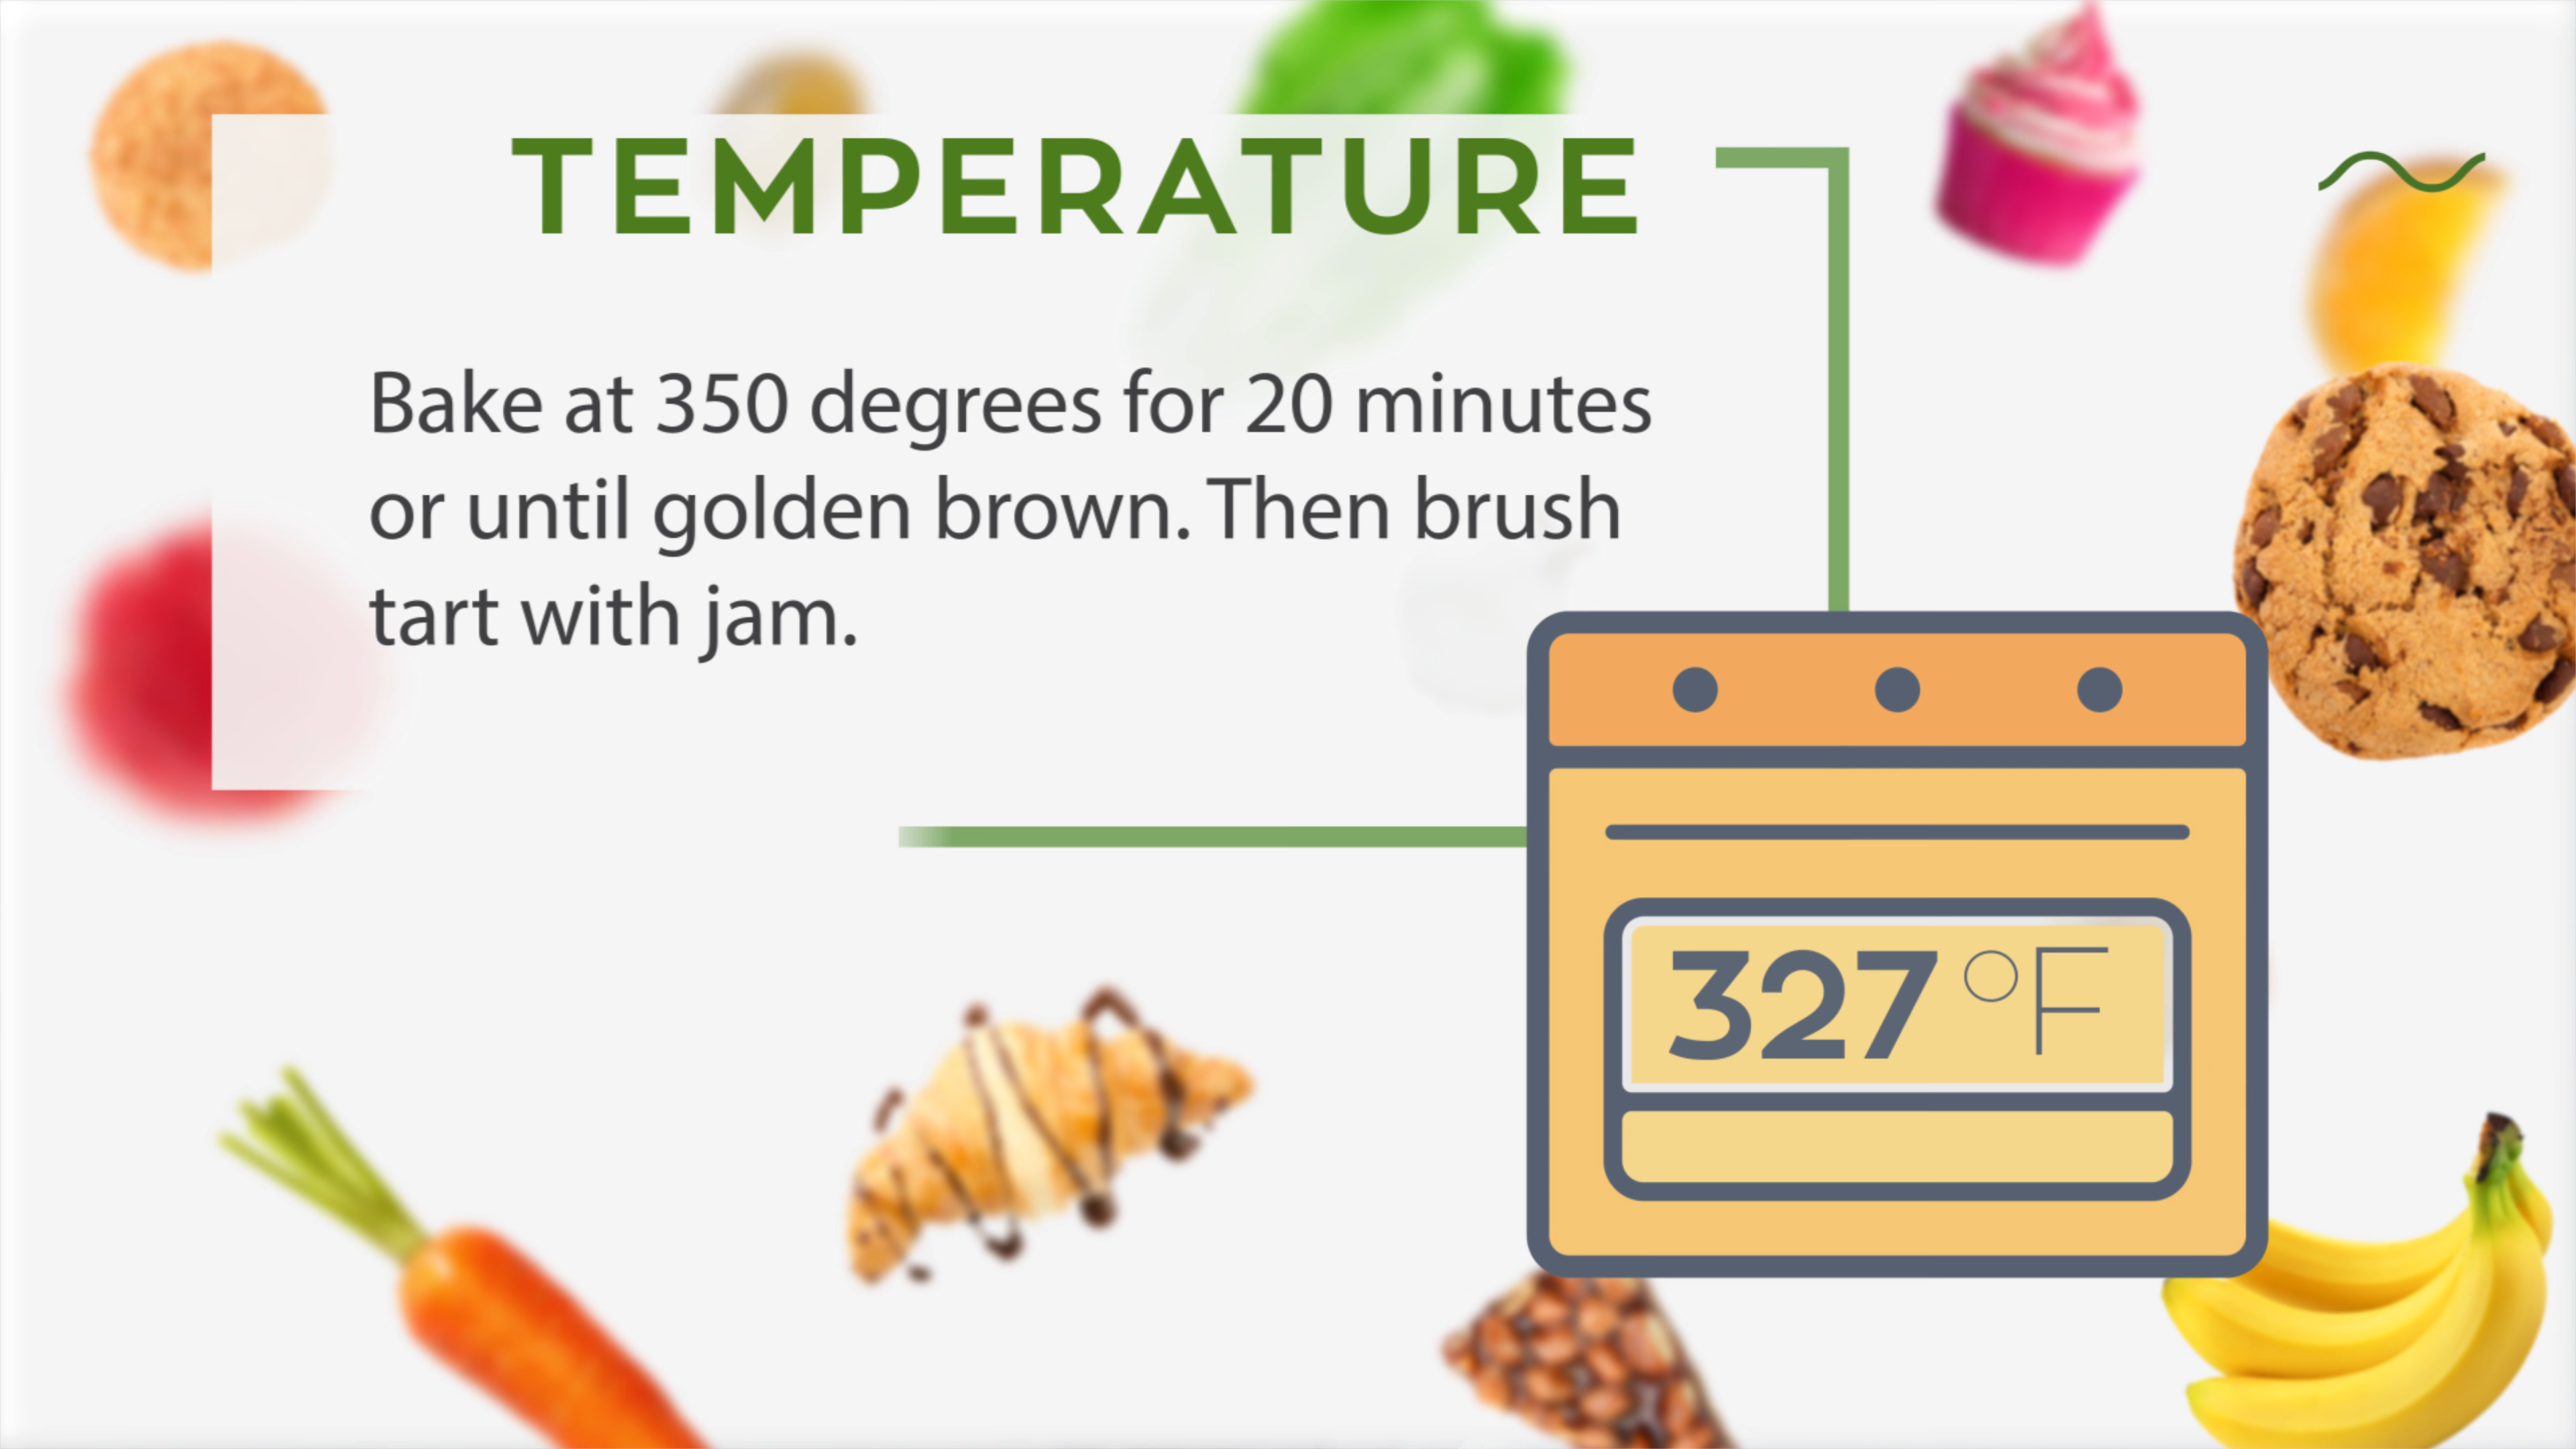 TEMPERATURE
Bake at 350 degrees for 20 minutes
or until golden brown. Then brush
tart with jam.
327 °F